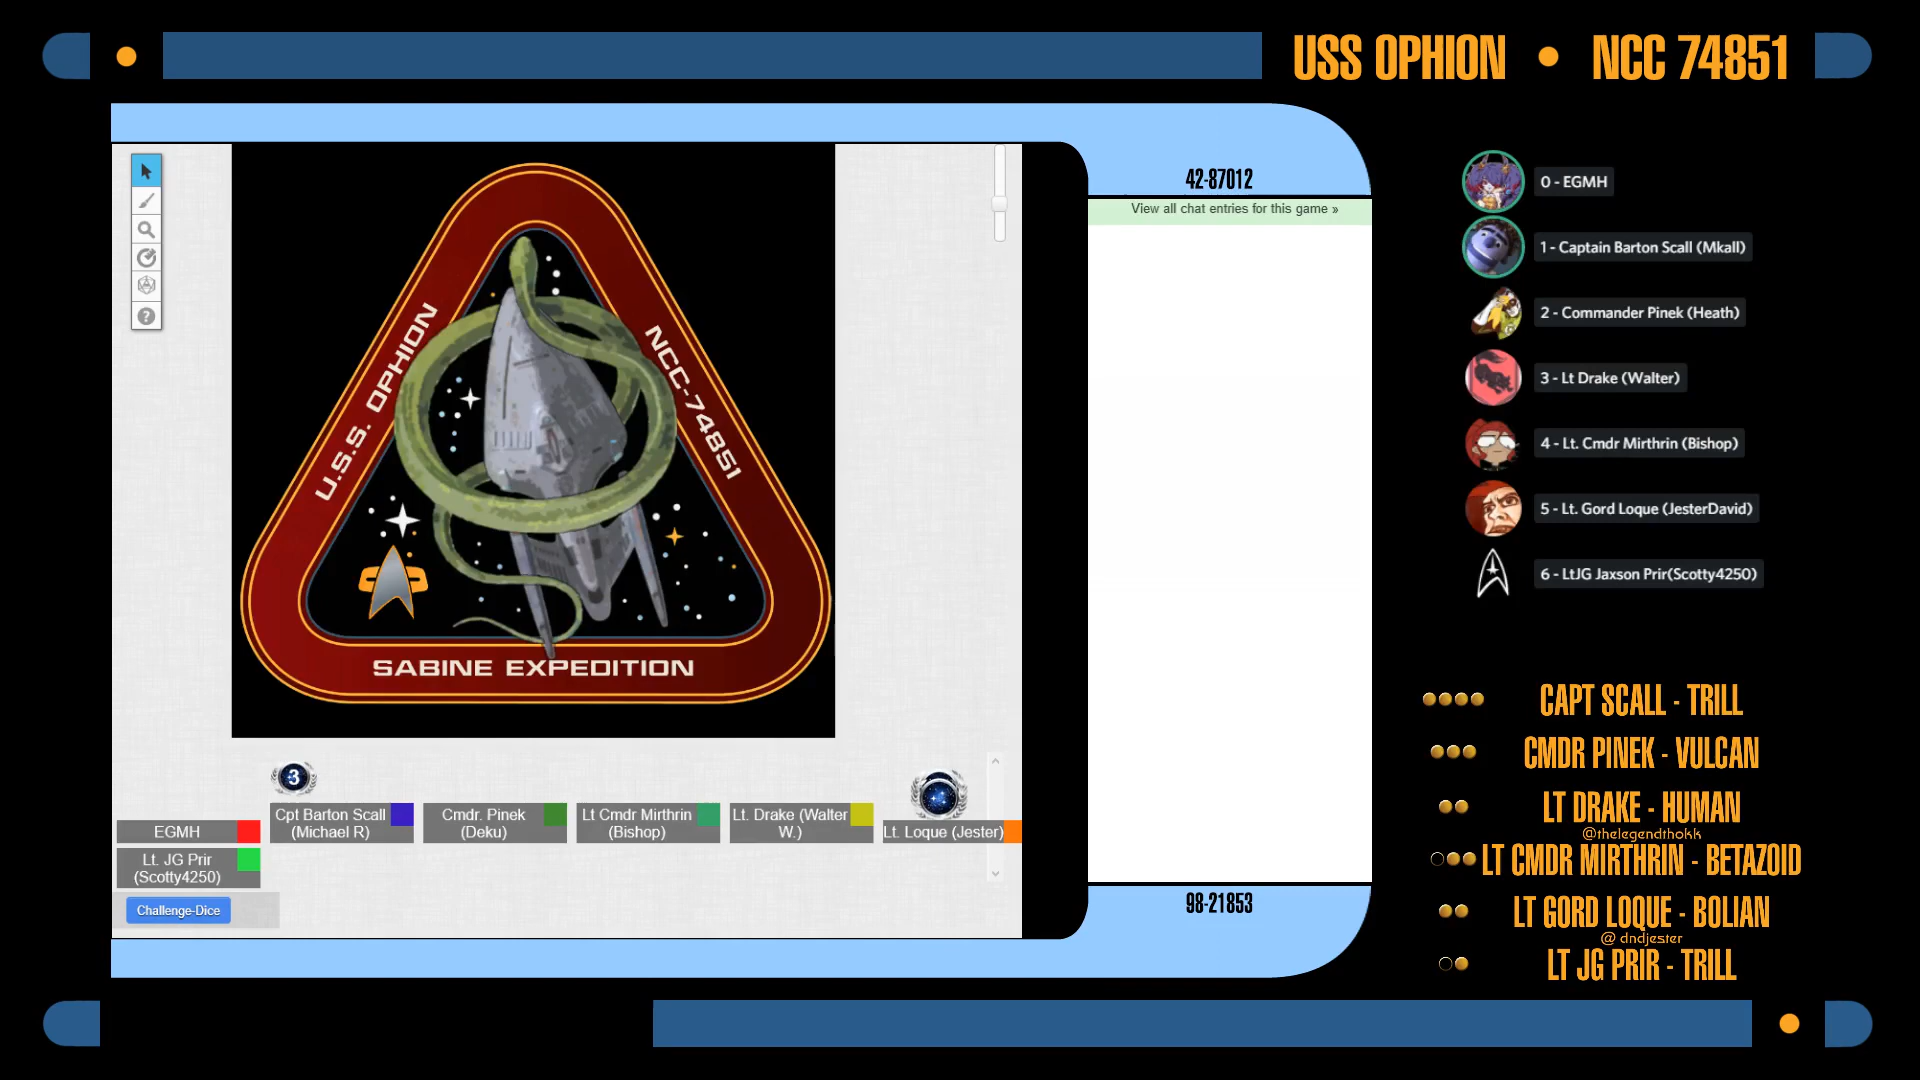 USS OPHION • NCC 74851
42-87012
View all chat entries for this game »
U.S.S. OPHION
NCC-74851
SABINE EXPEDITION
0 - EGMH
1 - Captain Barton Scall (Mkall)
2 - Commander Pinek (Heath)
3 - Lt Drake (Walter)
4 - Lt. Cmdr Mirthrin (Bishop)
5 - Lt. Gord Loque (JesterDavid)
6 - LtJG Jaxson Prir(Scotty4250)
3
EGMH
Cpt Barton Scall
(Michael R)
Cmdr. Pinek
(Deku)
Lt Cmdr Mirthrin
(Bishop)
Lt. Drake (Walter
W.)
Lt. Loque (Jester)
Lt. JG Prir
(Scotty4250)
Challenge-Dice
98-21853
CAPT SCALL - TRILL
CMDR PINEK - VULCAN
LT DRAKE - HUMAN
@thelegendthokk
LT CMDR MIRTHRIN - BETAZOID
LT GORD LOQUE - BOLIAN
@ dndjester
LT JG PRIR - TRILL